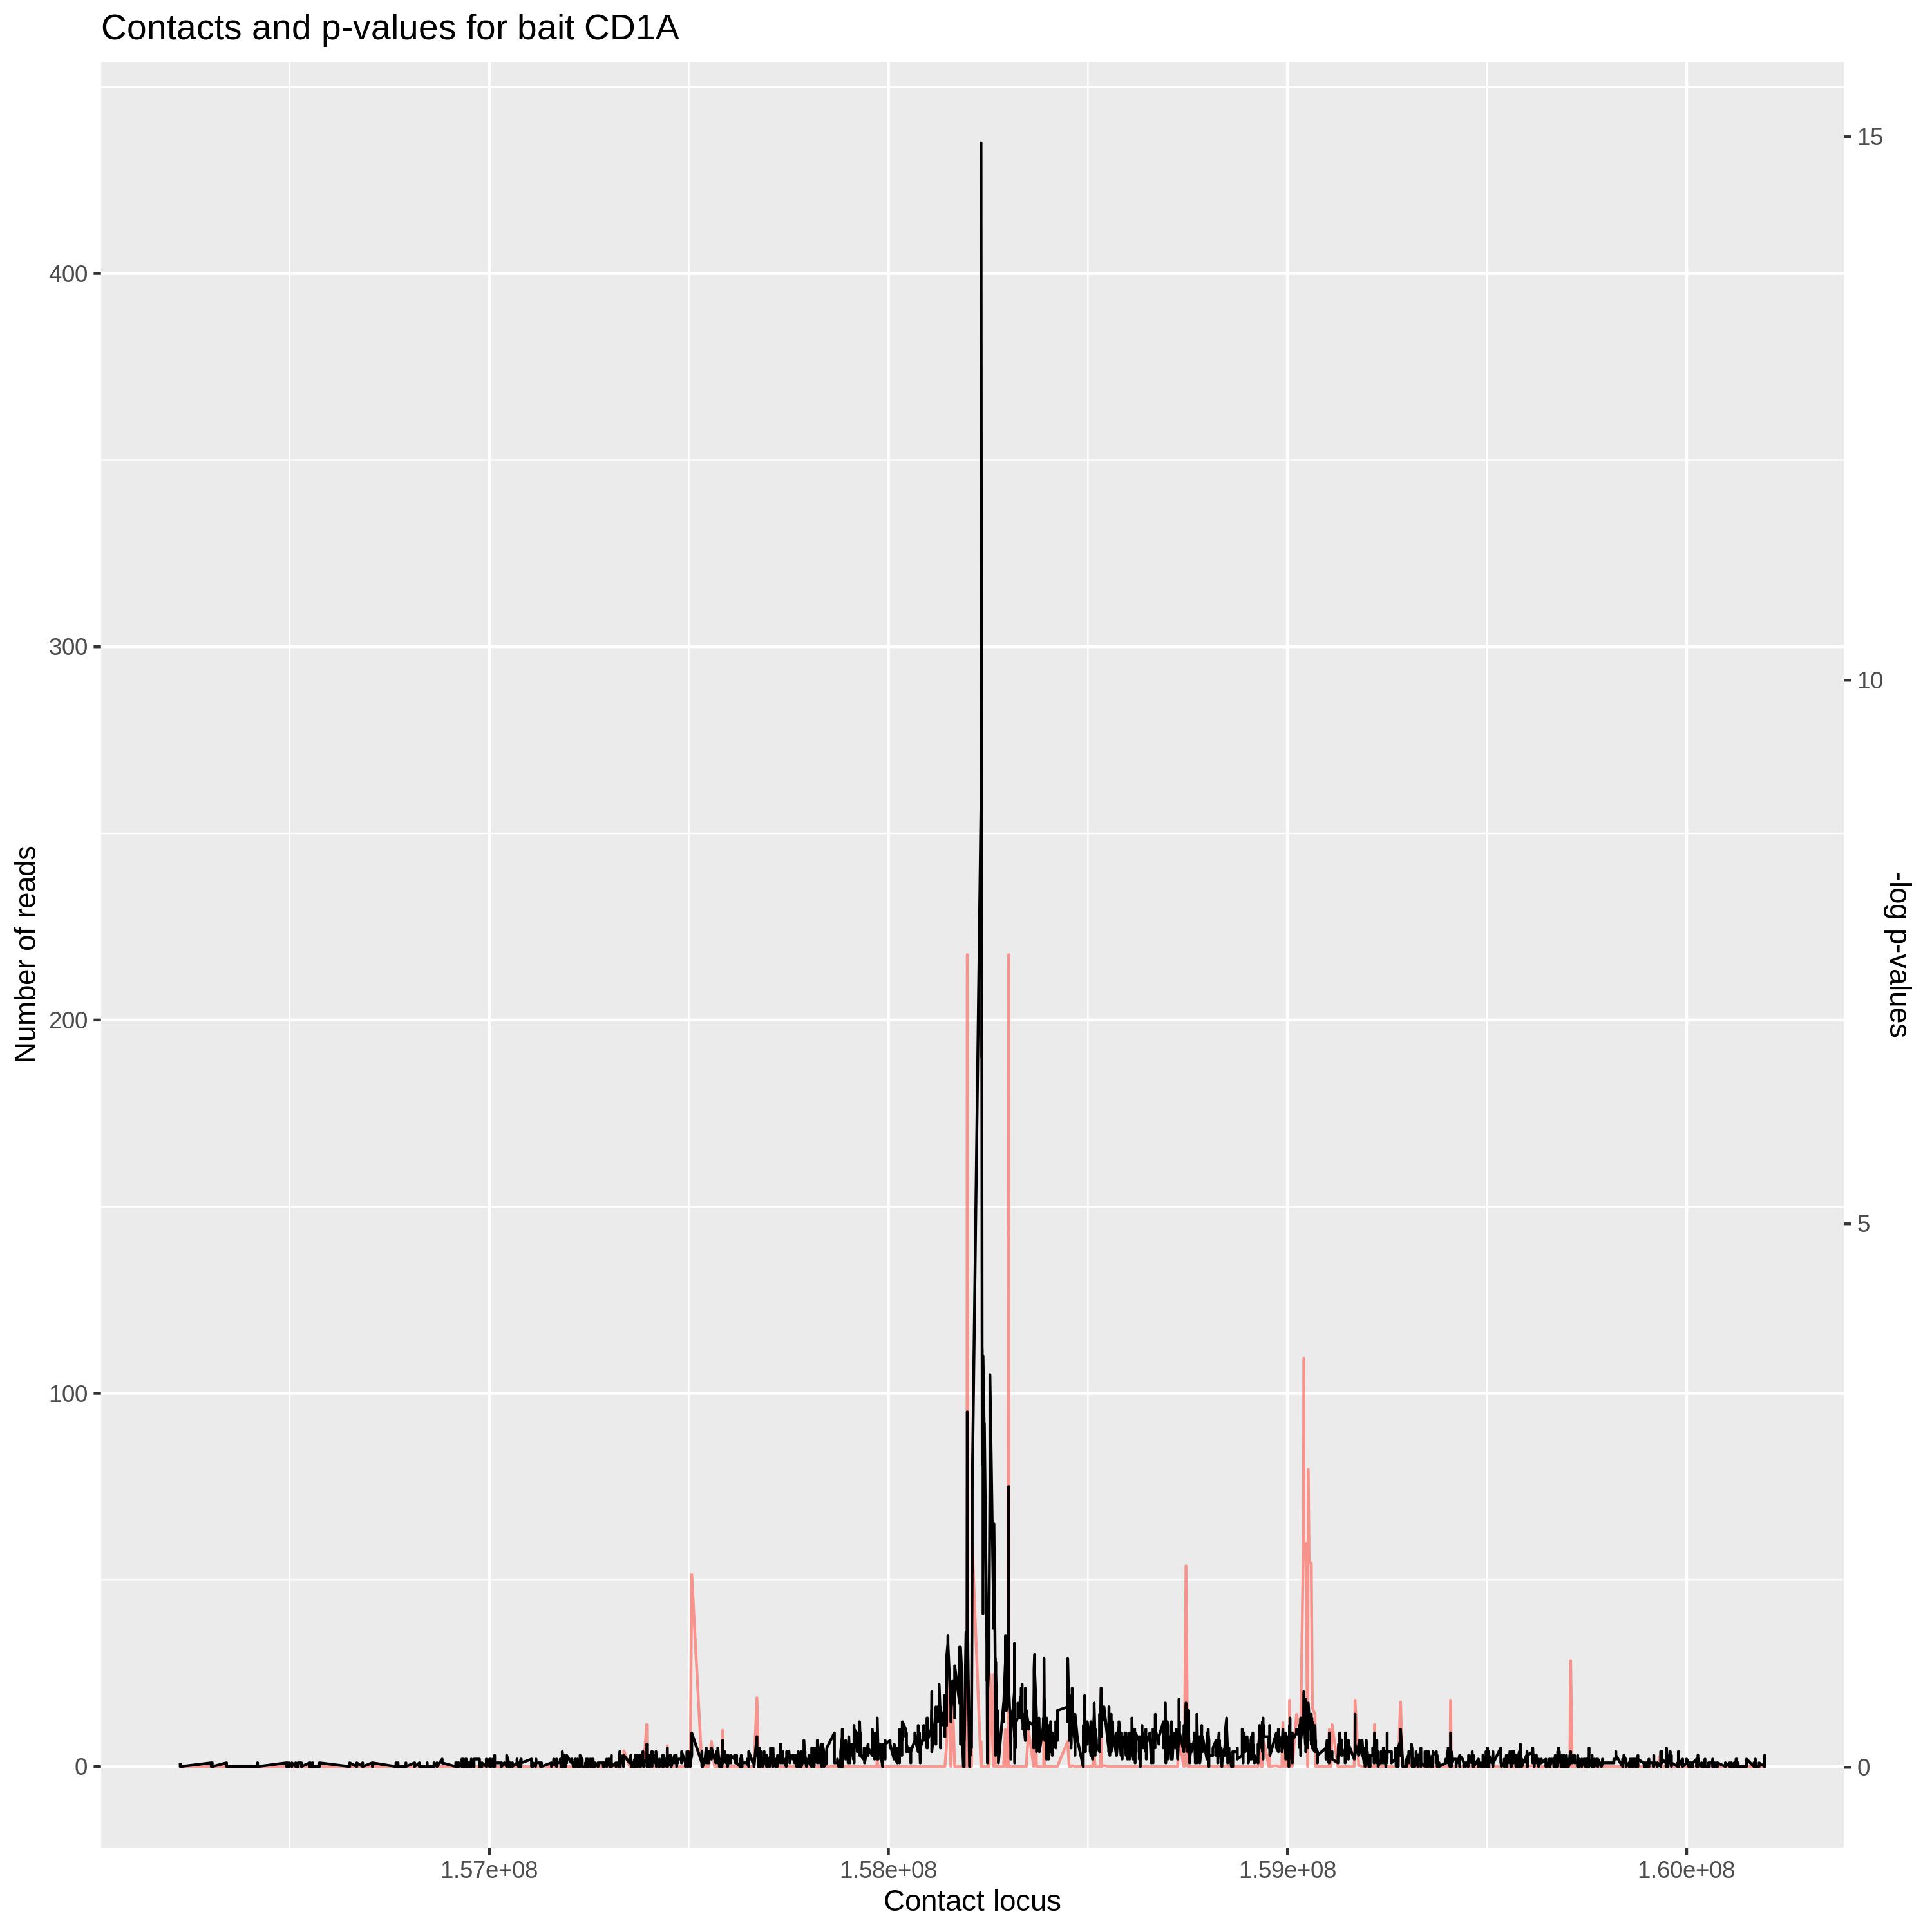 Contacts and p-values for bait CD1A
400
300
200
100
0
Number of reads
15
10
5
0
-log p-values
1.57e+08
1.58e+08
1.59e+08
1.60e+08
Contact locus